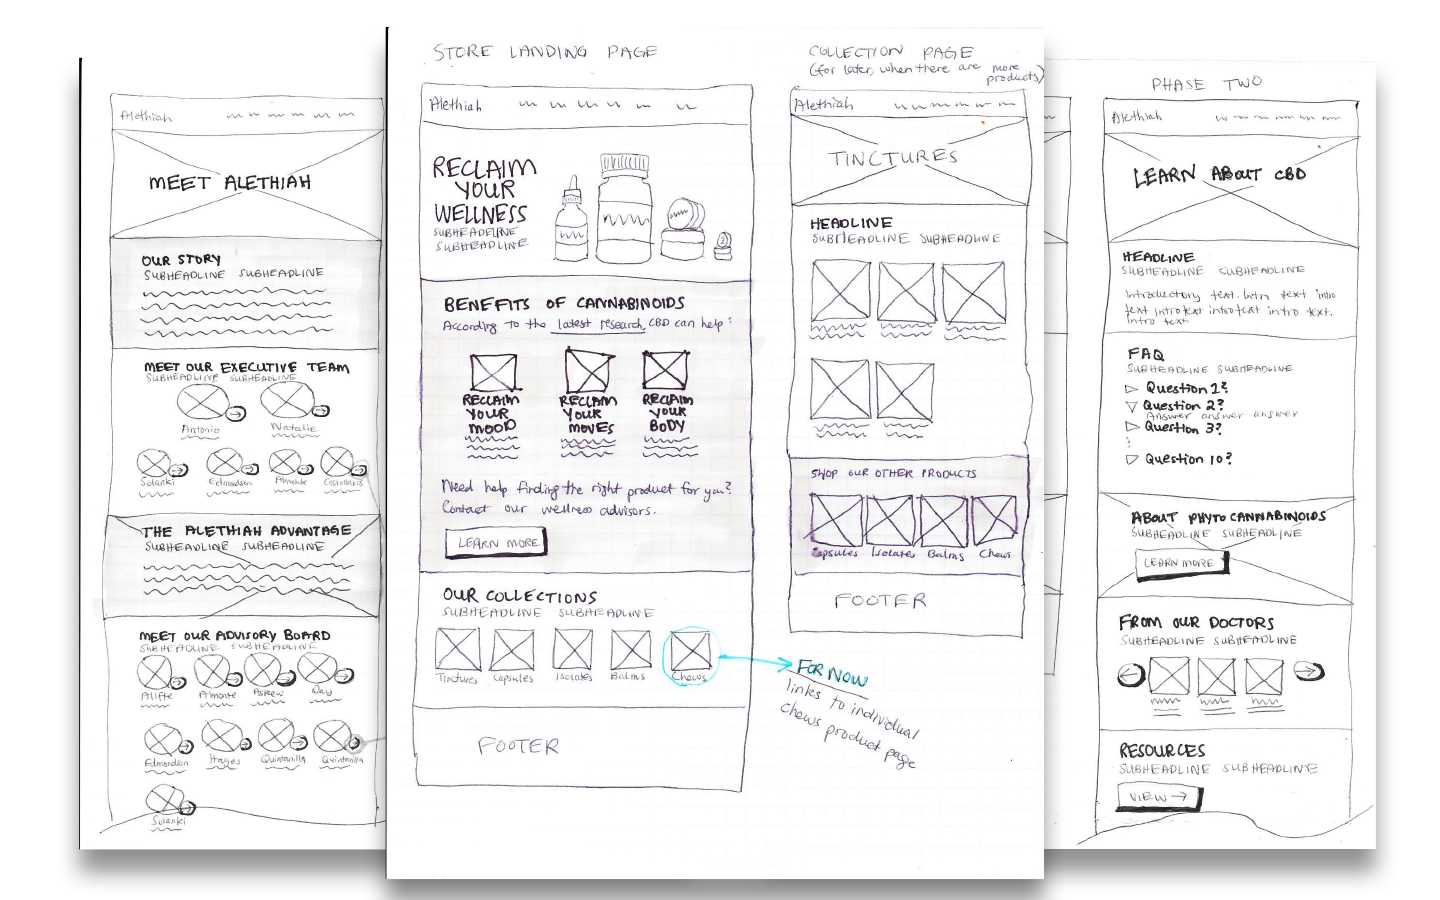 Alethiah
MEET ALETHIAH
OUR STORY
SUBHEADLINE SUBHEADLINE
MEET OUR EXECUTIVE TEAM
SUBHEADLINE SUBHEADLINE
Antonio Natalie
Solanki Edmondson Almonte Castellanos
THE ALETHIAH ADVANTAGE
SUBHEADLINE SUBHEADLINE
MEET OUR ADVISORY BOARD
SUBHEADLINE SUBHEADLINE
Almonte Askew Day
Edmondson Hayes Quintanilla Quintanilla
Solanki
STORE LANDING PAGE
Alethiah
RECLAIM
YOUR
WELLNESS
SUBHEADLINE
SUBHEADLINE
BENEFITS OF CANNABINOIDS
According to the latest research, CBD can help:
RECLAIM YOUR MOOD
RECLAIM YOUR MOVES
RECLAIM YOUR BODY
Need help finding the right product for you?
Contact our wellness advisors.
LEARN MORE
OUR COLLECTIONS
SUBHEADLINE SUBHEADLINE
Tinctures Capsules Isolates Balms Chews
FOR NOW
links to individual
chews product page
FOOTER
COLLECTION PAGE
(for later, when there are more
products)
Alethiah
TINCTURES
HEADLINE
SUBHEADLINE SUBHEADLINE
SHOP OUR OTHER PRODUCTS
Capsules Isolates Balms Chews
FOOTER
PHASE TWO
Alethiah
LEARN ABOUT CBD
HEADLINE
SUBHEADLINE SUBHEADLINE
Introductory text. Intro text intro
text intro text intro text intro text.
Intro text
FAQ
SUBHEADLINE SUBHEADLINE
Question 1?
Question 2?
Answer answer answer
Question 3?
Question 10?
ABOUT PHYTOCANNABINOIDS
SUBHEADLINE SUBHEADLINE
LEARN MORE
FROM OUR DOCTORS
SUBHEADLINE SUBHEADLINE
RESOURCES
SUBHEADLINE SUBHEADLINE
VIEW →